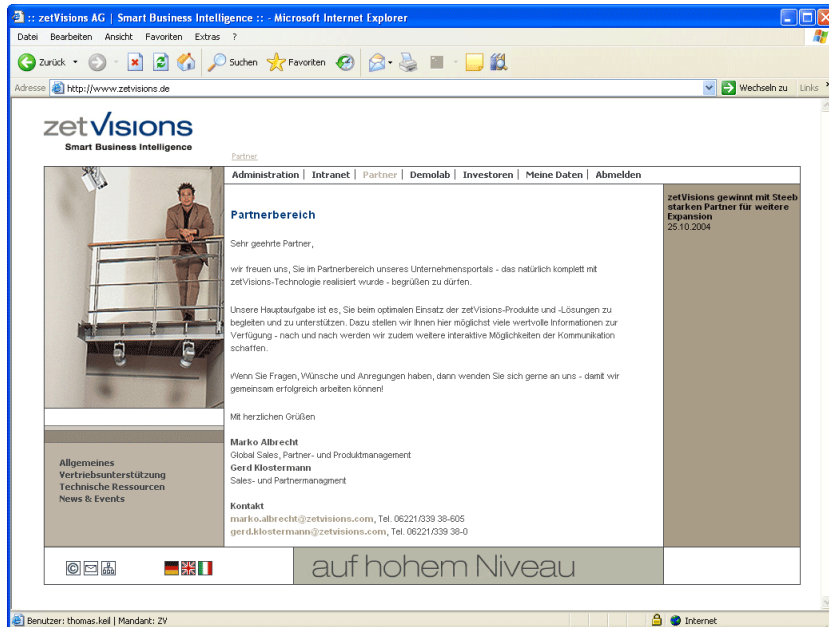 :: zetVisions AG | Smart Business Intelligence :: - Microsoft Internet Explorer
Datei Bearbeiten Ansicht Favoriten Extras ?
Zurück Suchen Favoriten
Adresse http://www.zetvisions.de Wechseln zu Links »
zetVisions
Smart Business Intelligence
Partner
Administration | Intranet | Partner | Demolab | Investoren | Meine Daten | Abmelden
zetVisions gewinnt mit Steeb
starken Partner für weitere
Expansion
25.10.2004
Partnerbereich
Sehr geehrte Partner,
wir freuen uns, Sie im Partnerbereich unseres Unternehmensportals - das natürlich komplett mit
zetVisions-Technologie realisiert wurde - begrüßen zu dürfen.
Unsere Hauptaufgabe ist es, Sie beim optimalen Einsatz der zetVisions-Produkte und -Lösungen zu
begleiten und zu unterstützen. Dazu stellen wir Ihnen hier möglichst viele wertvolle Informationen zur
Verfügung - nach und nach werden wir zudem weitere interaktive Möglichkeiten der Kommunikation
schaffen.
Wenn Sie Fragen, Wünsche und Anregungen haben, dann wenden Sie sich gerne an uns - damit wir
gemeinsam erfolgreich arbeiten können!
Mit herzlichen Grüßen
Marko Albrecht
Global Sales, Partner- und Produktmanagement
Gerd Klostermann
Sales- und Partnermanagment
Kontakt
marko.albrecht@zetvisions.com, Tel. 06221/339 38-605
gerd.klostermann@zetvisions.com, Tel. 06221/339 38-0
Allgemeines
Vertriebsunterstützung
Technische Ressourcen
News & Events
©
auf hohem Niveau
Benutzer: thomas.keil | Mandant: ZV Internet